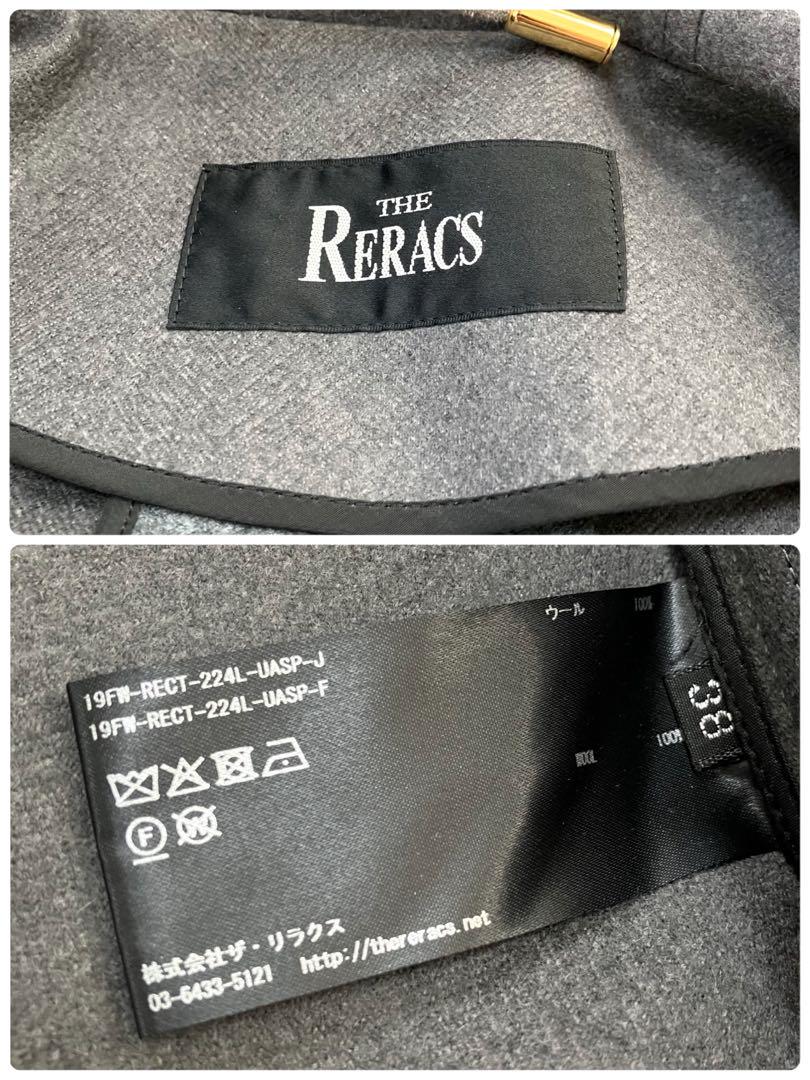 THE
RERACS
ウール 100%
19FW-RECT-224L-UASP-J
19FW-RECT-224L-UASP-F
38
WOOL 100%
F
W
株式会社ザ・リラクス
03-6433-5121 http://thereracs.net